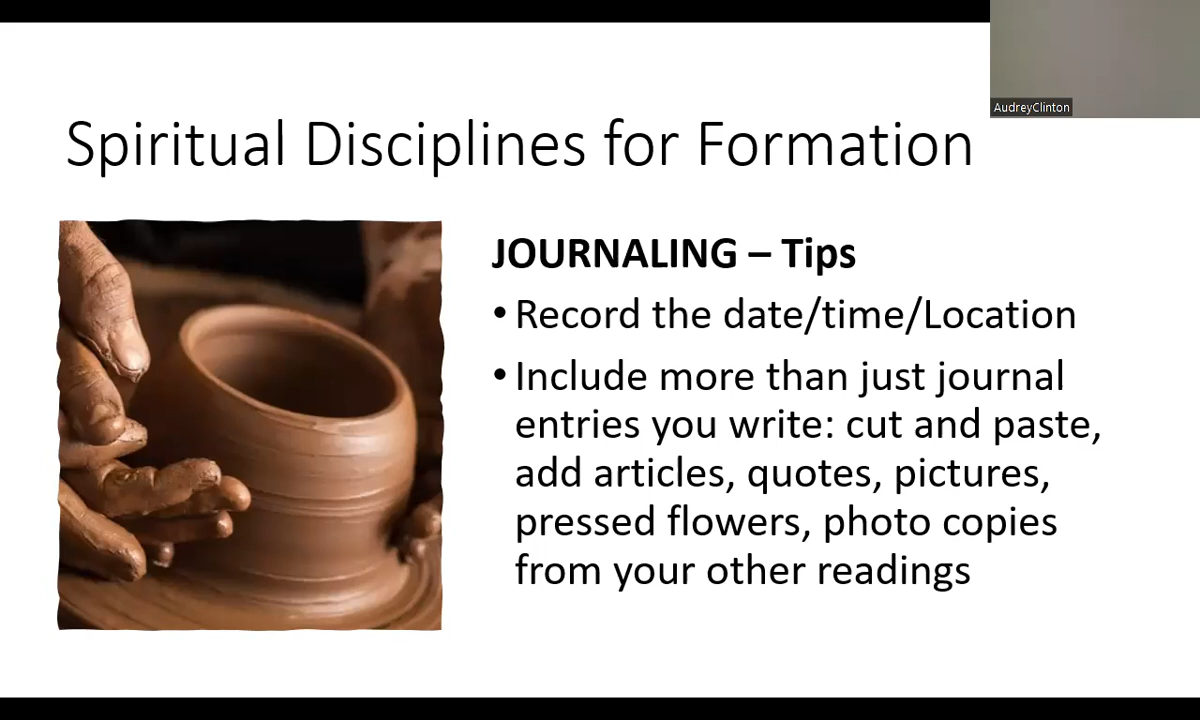 AudreyClinton
Spiritual Disciplines for Formation
JOURNALING – Tips
• Record the date/time/Location
• Include more than just journal
entries you write: cut and paste,
add articles, quotes, pictures,
pressed flowers, photo copies
from your other readings